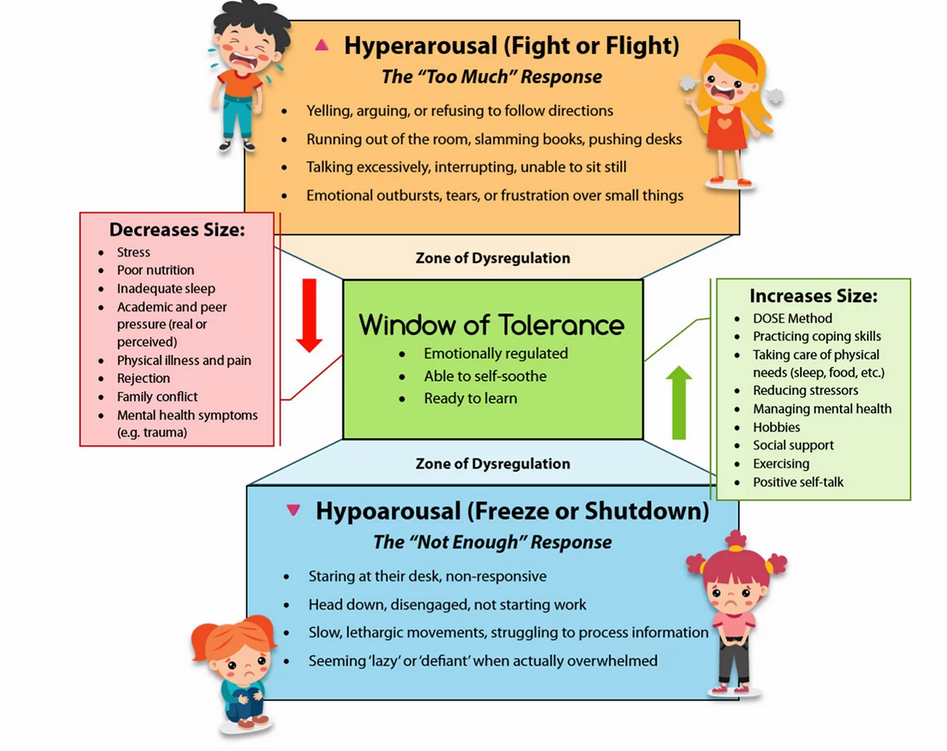 Hyperarousal (Fight or Flight)
The “Too Much” Response
• Yelling, arguing, or refusing to follow directions
• Running out of the room, slamming books, pushing desks
• Talking excessively, interrupting, unable to sit still
• Emotional outbursts, tears, or frustration over small things
Zone of Dysregulation
Decreases Size:
• Stress
• Poor nutrition
• Inadequate sleep
• Academic and peer
pressure (real or
perceived)
• Physical illness and pain
• Rejection
• Family conflict
• Mental health symptoms
(e.g. trauma)
Window of Tolerance
• Emotionally regulated
• Able to self-soothe
• Ready to learn
Increases Size:
• DOSE Method
• Practicing coping skills
• Taking care of physical
needs (sleep, food, etc.)
• Reducing stressors
• Managing mental health
• Hobbies
• Social support
• Exercising
• Positive self-talk
Zone of Dysregulation
Hypoarousal (Freeze or Shutdown)
The “Not Enough” Response
• Staring at their desk, non-responsive
• Head down, disengaged, not starting work
• Slow, lethargic movements, struggling to process information
• Seeming ‘lazy’ or ‘defiant’ when actually overwhelmed